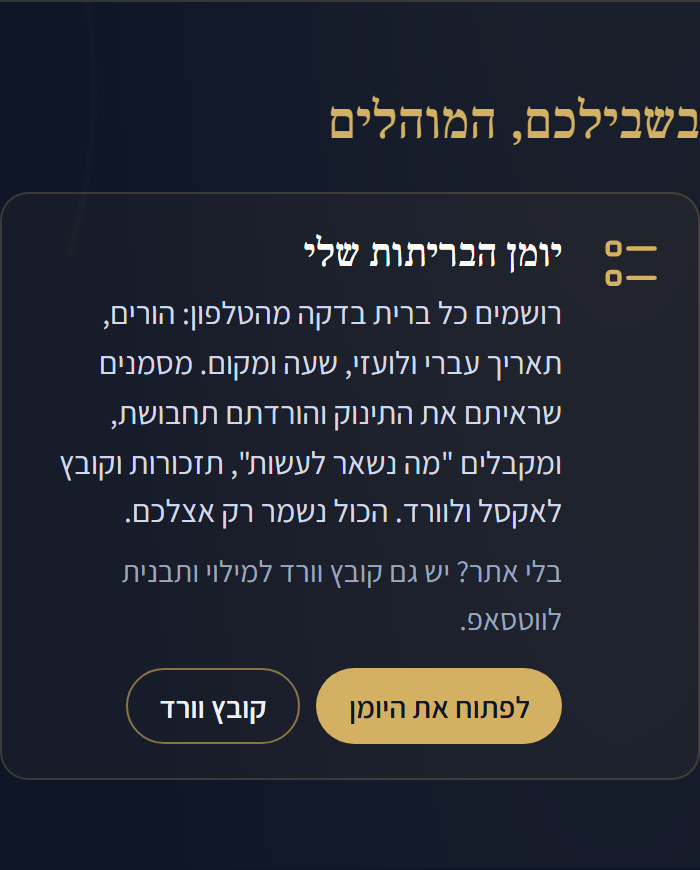 בשבילכם, המוהלים
יומן הבריתות שלי
רושמים כל ברית בדקה מהטלפון: הורים,
תאריך עברי ולועזי, שעה ומקום. מסמנים
שראיתם את התינוק והורדתם תחבושת,
ומקבלים "מה נשאר לעשות", תזכורות וקובץ
לאקסל ולוורד. הכול נשמר רק אצלכם.
בלי אתר? יש גם קובץ וורד למילוי ותבנית
לווטסאפ.
לפתוח את היומן
קובץ וורד